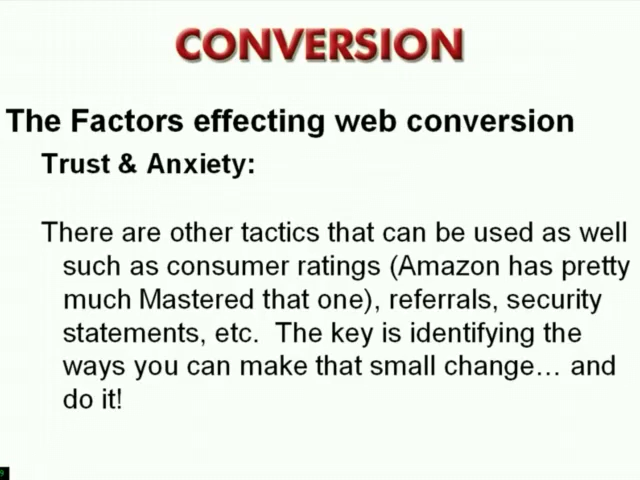 CONVERSION
The Factors effecting web conversion
Trust & Anxiety:
There are other tactics that can be used as well
such as consumer ratings (Amazon has pretty
much Mastered that one), referrals, security
statements, etc. The key is identifying the
ways you can make that small change… and
do it!